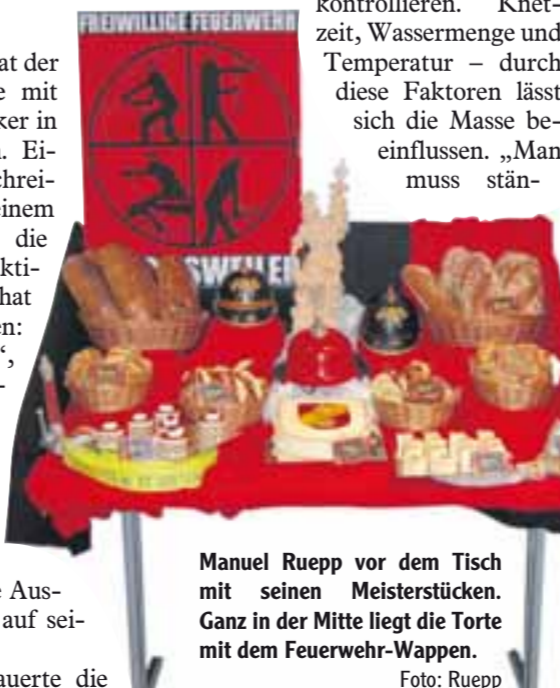 kontrollieren. Knet-
zeit, Wassermenge und
Temperatur – durch
diese Faktoren lässt
sich die Masse be-
einflussen. „Man
muss stän-
at der
e mit
ker in
. Ei-
chrei-
einem
die
kti-
hat
en:
“,
-
e Aus-
auf sei-
auerte die
FREIWILLIGE FEUERWEHR
SWEILER
Manuel Ruepp vor dem Tisch
mit seinen Meisterstücken.
Ganz in der Mitte liegt die Torte
mit dem Feuerwehr-Wappen.
Foto: Ruepp